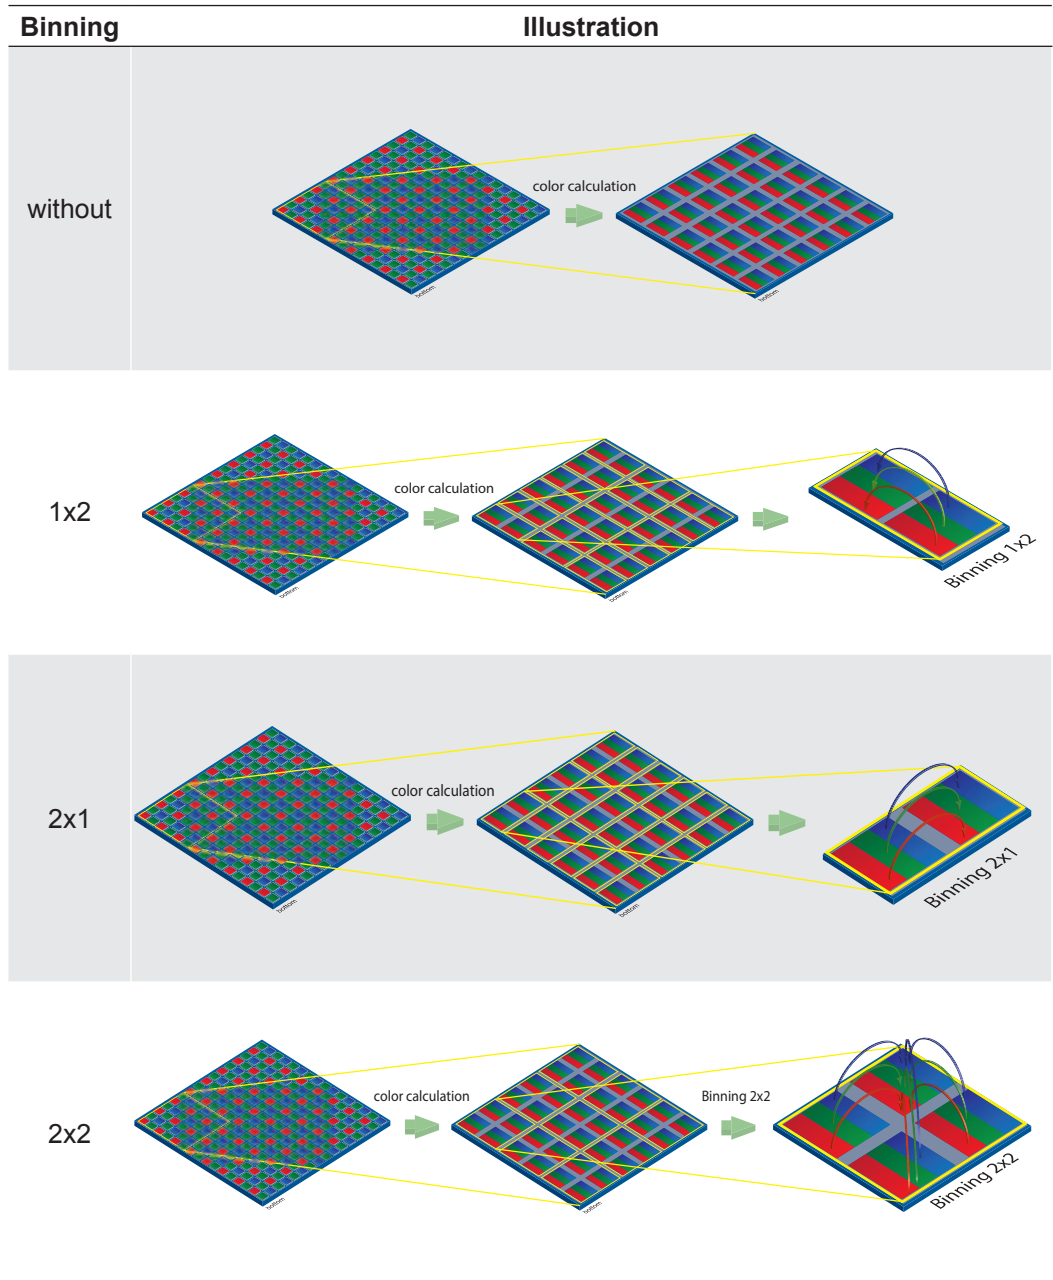 Binning Illustration
without
color calculation
bottom
bottom
1x2
color calculation
bottom
bottom
Binning 1x2
2x1
color calculation
bottom
bottom
Binning 2x1
2x2
color calculation
Binning 2x2
bottom
bottom
Binning 2x2